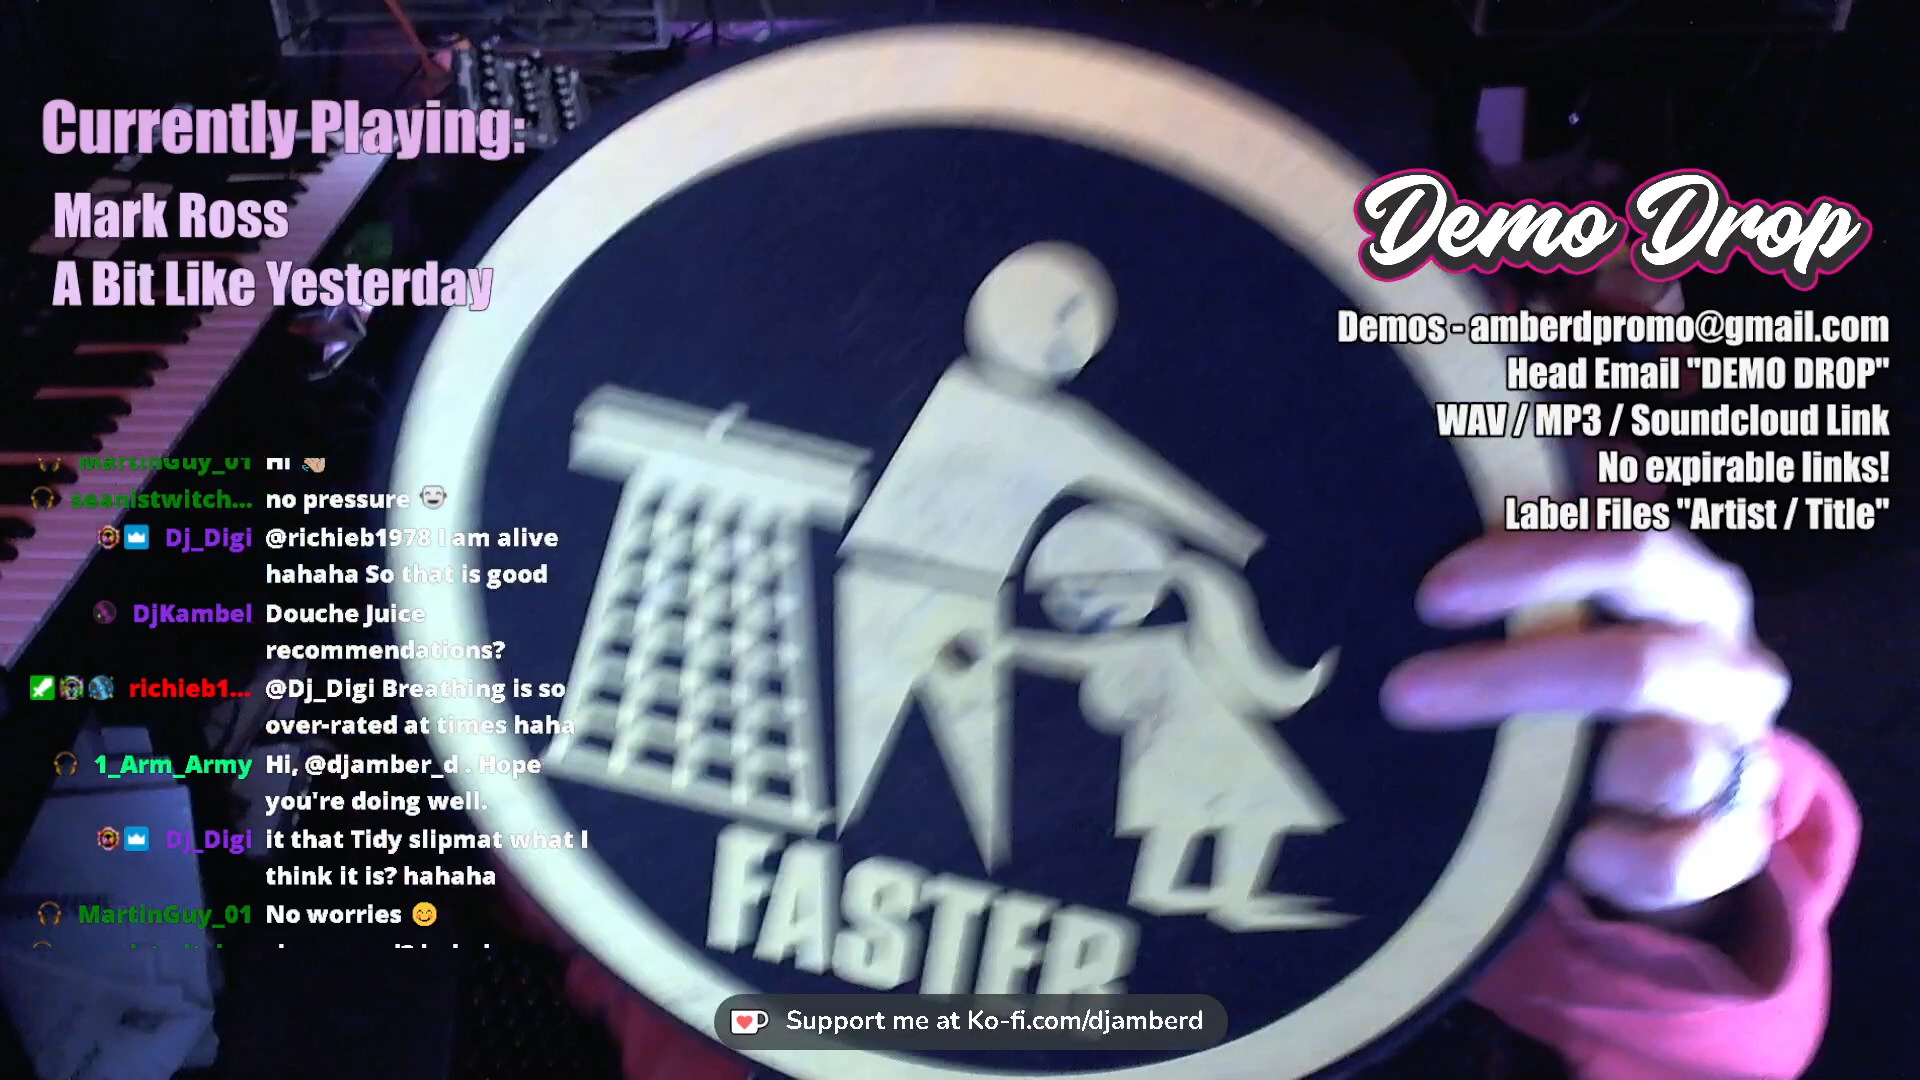 Currently Playing:
Mark Ross
A Bit Like Yesterday
Demo Drop
Demos - amberdpromo@gmail.com
Head Email "DEMO DROP"
WAV / MP3 / Soundcloud Link
No expirable links!
Label Files "Artist / Title"
MartinGuy_01 Hi
seanistwitch... no pressure
Dj_Digi @richieb1978 I am alive
hahaha So that is good
DjKambel Douche Juice
recommendations?
richieb1... @Dj_Digi Breathing is so
over-rated at times haha
1_Arm_Army Hi, @djamber_d . Hope
you're doing well.
Dj_Digi it that Tidy slipmat what I
think it is? hahaha
MartinGuy_01 No worries
FASTER
Support me at Ko-fi.com/djamberd